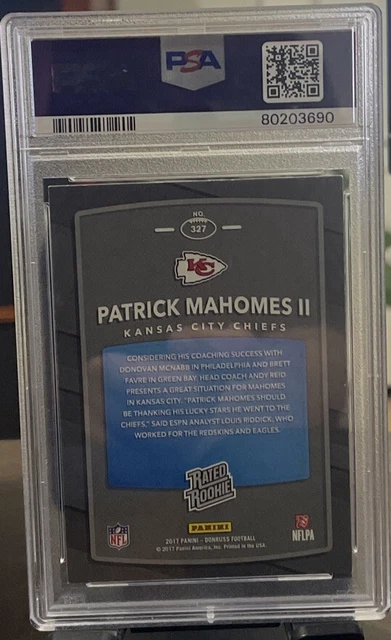 PSA
80203690
NO.
327
KC
PATRICK MAHOMES II
KANSAS CITY CHIEFS
CONSIDERING HIS COACHING SUCCESS WITH
DONOVAN MCNABB IN PHILADELPHIA AND BRETT
FAVRE IN GREEN BAY, HEAD COACH ANDY REID
PRESENTS A GREAT SITUATION FOR MAHOMES
IN KANSAS CITY. "PATRICK MAHOMES SHOULD
BE THANKING HIS LUCKY STARS HE WENT TO THE
CHIEFS," SAID ESPN ANALYST LOUIS RIDDICK, WHO
WORKED FOR THE REDSKINS AND EAGLES.
RATED
ROOKIE
PANINI
NFL
2017 PANINI – DONRUSS FOOTBALL
© 2017 Panini America, Inc. Printed in the USA.
NFLPA